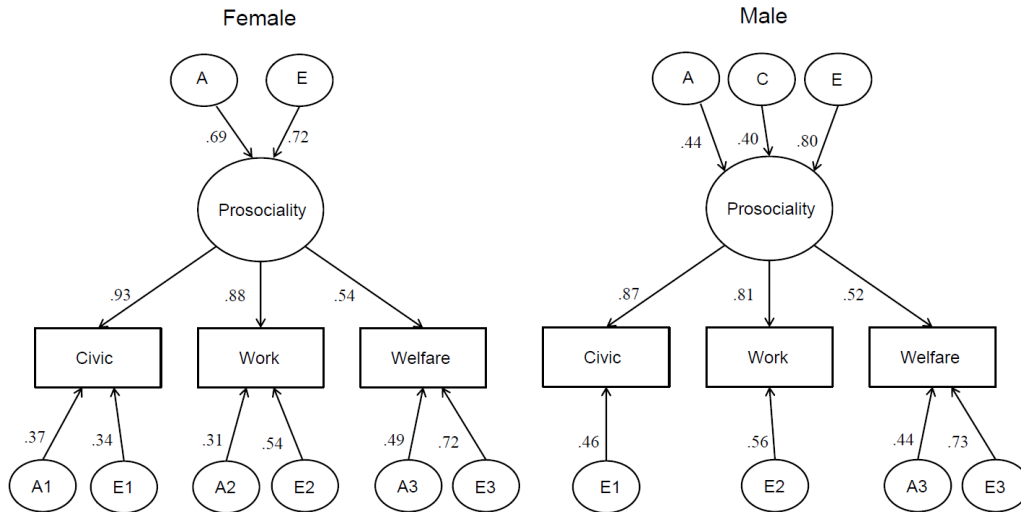 Female
Male
A
E
A
C
E
.69
.72
.44
.40
.80
Prosociality
Prosociality
.93
.88
.54
.87
.81
.52
Civic
Work
Welfare
Civic
Work
Welfare
.37
.34
.31
.54
.49
.72
.46
.56
.44
.73
A1
E1
A2
E2
A3
E3
E1
E2
A3
E3